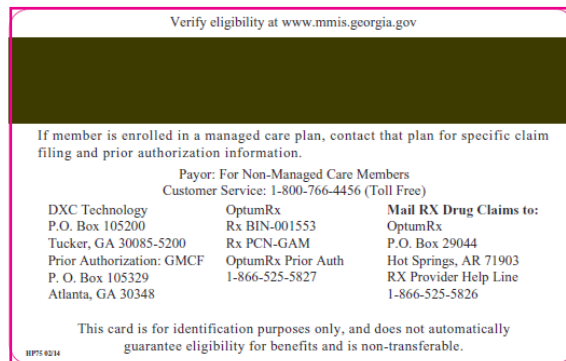 Verify eligibility at www.mmis.georgia.gov
If member is enrolled in a managed care plan, contact that plan for specific claim
filing and prior authorization information.
Payor: For Non-Managed Care Members
Customer Service: 1-800-766-4456 (Toll Free)
DXC Technology
P.O. Box 105200
Tucker, GA 30085-5200
Prior Authorization: GMCF
P. O. Box 105329
Atlanta, GA 30348
OptumRx
Rx BIN-001553
Rx PCN-GAM
OptumRx Prior Auth
1-866-525-5827
Mail RX Drug Claims to:
OptumRx
P.O. Box 29044
Hot Springs, AR 71903
RX Provider Help Line
1-866-525-5826
This card is for identification purposes only, and does not automatically
guarantee eligibility for benefits and is non-transferable.
HP75 02/14